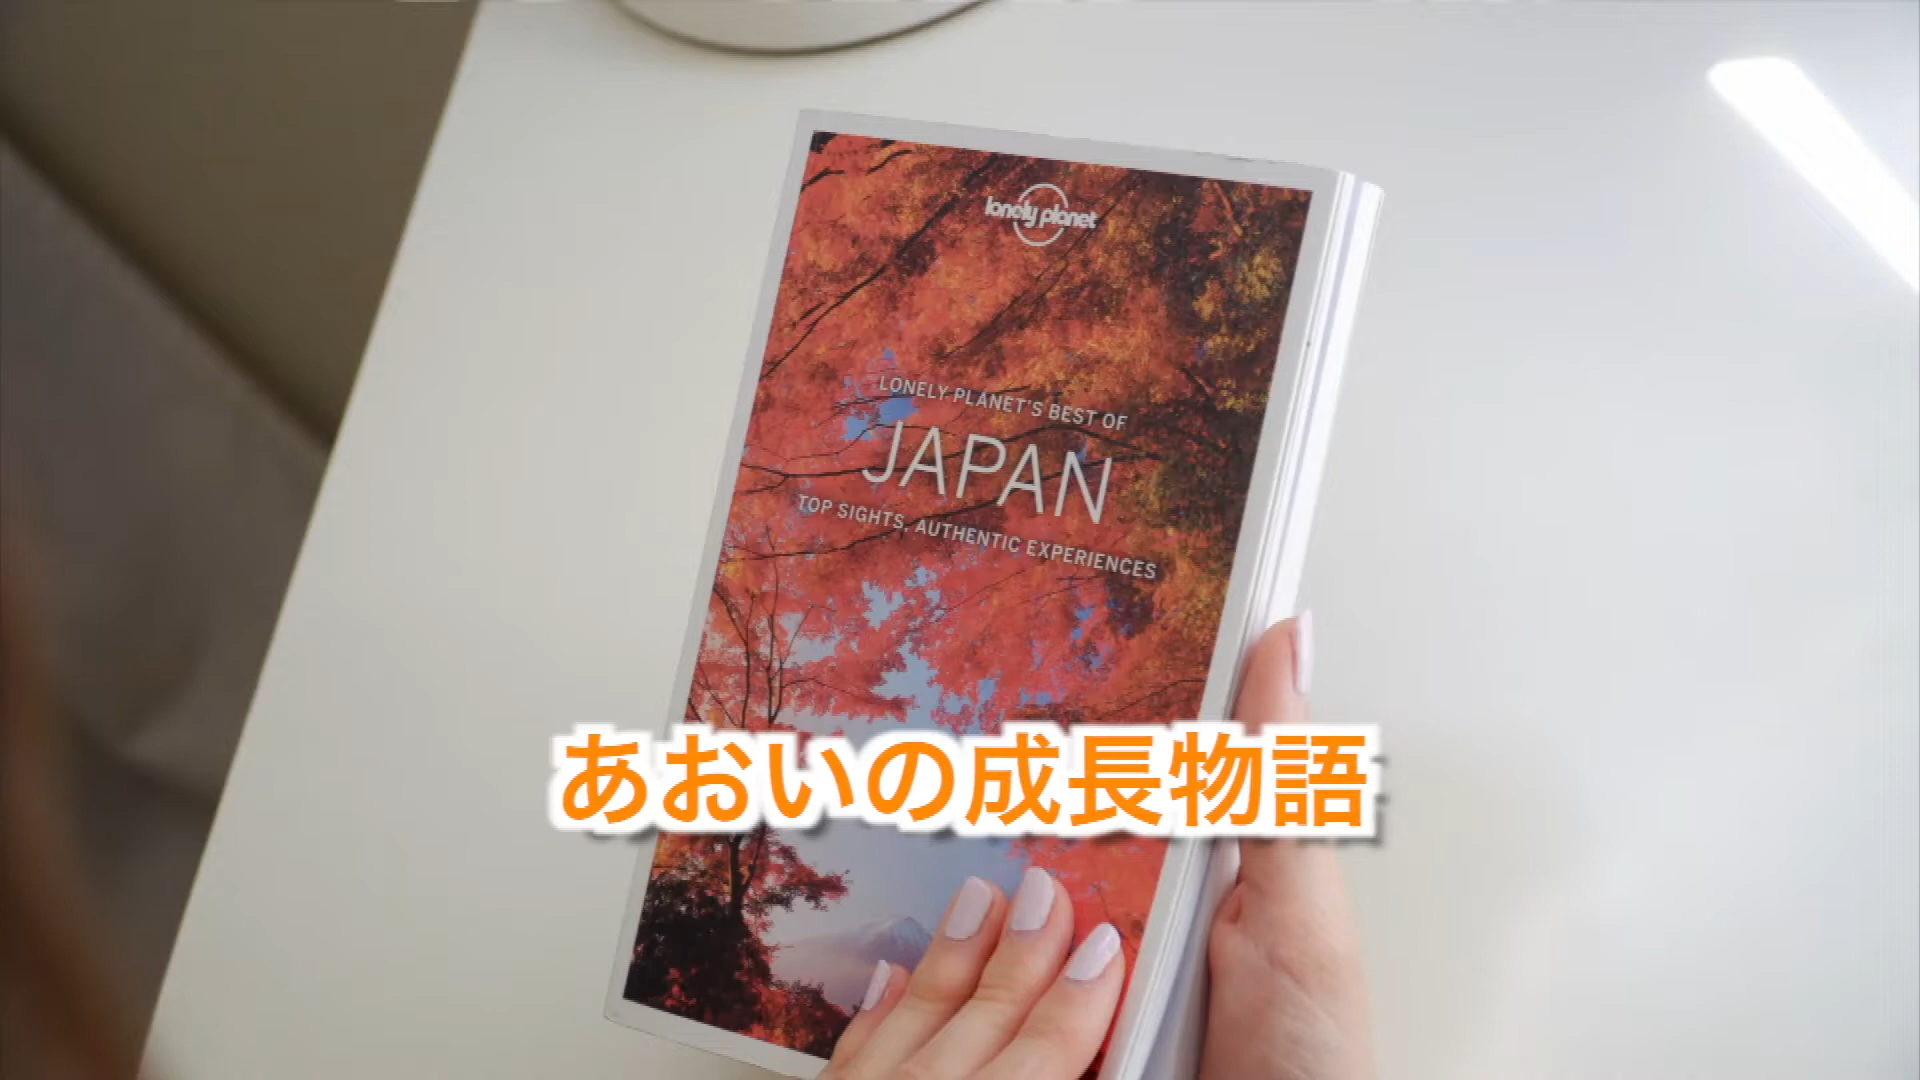 lonely planet
LONELY PLANET'S BEST OF
JAPAN
TOP SIGHTS, AUTHENTIC EXPERIENCES
あおいの成長物語